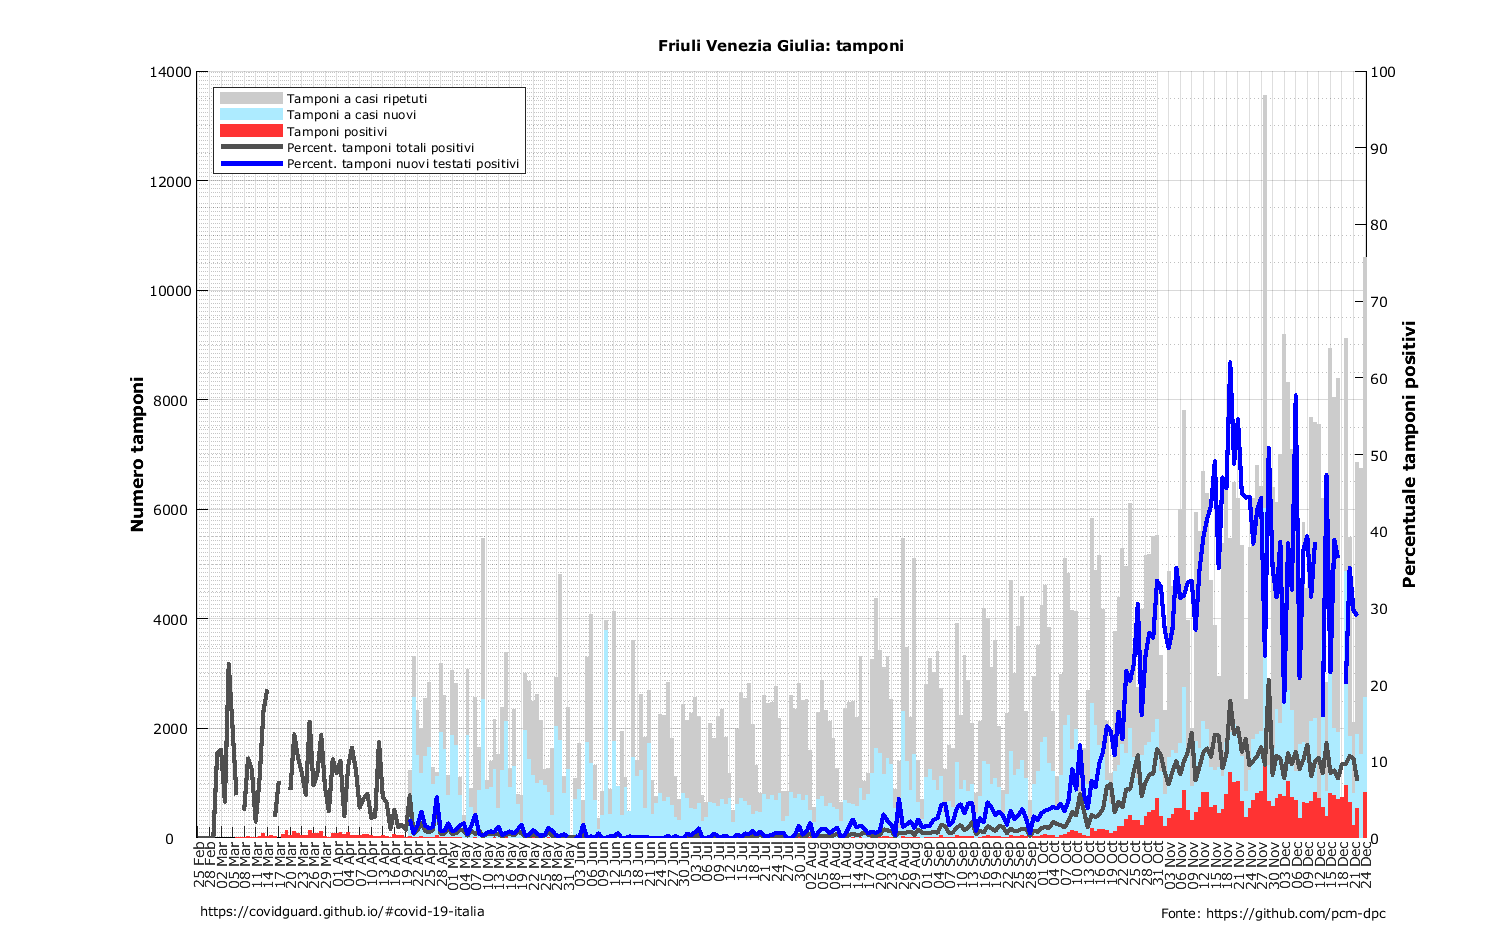 Friuli Venezia Giulia: tamponi
14000
12000
10000
8000
6000
4000
2000
0
Numero tamponi
Tamponi a casi ripetuti
Tamponi a casi nuovi
Tamponi positivi
Percent. tamponi totali positivi
Percent. tamponi nuovi testati positivi
100
90
80
70
60
50
40
30
20
10
0
Percentuale tamponi positivi
25 Feb
28 Feb
02 Mar
05 Mar
08 Mar
11 Mar
14 Mar
17 Mar
20 Mar
23 Mar
26 Mar
29 Mar
01 Apr
04 Apr
07 Apr
10 Apr
13 Apr
16 Apr
19 Apr
22 Apr
25 Apr
28 Apr
01 May
04 May
07 May
10 May
13 May
16 May
19 May
22 May
25 May
28 May
31 May
03 Jun
06 Jun
09 Jun
12 Jun
15 Jun
18 Jun
21 Jun
24 Jun
27 Jun
30 Jun
03 Jul
06 Jul
09 Jul
12 Jul
15 Jul
18 Jul
21 Jul
24 Jul
27 Jul
30 Jul
02 Aug
05 Aug
08 Aug
11 Aug
14 Aug
17 Aug
20 Aug
23 Aug
26 Aug
29 Aug
01 Sep
04 Sep
07 Sep
10 Sep
13 Sep
16 Sep
19 Sep
22 Sep
25 Sep
28 Sep
01 Oct
04 Oct
07 Oct
10 Oct
13 Oct
16 Oct
19 Oct
22 Oct
25 Oct
28 Oct
31 Oct
03 Nov
06 Nov
09 Nov
12 Nov
15 Nov
18 Nov
21 Nov
24 Nov
27 Nov
30 Nov
03 Dec
06 Dec
09 Dec
12 Dec
15 Dec
18 Dec
21 Dec
24 Dec
https://covidguard.github.io/#covid-19-italia
Fonte: https://github.com/pcm-dpc